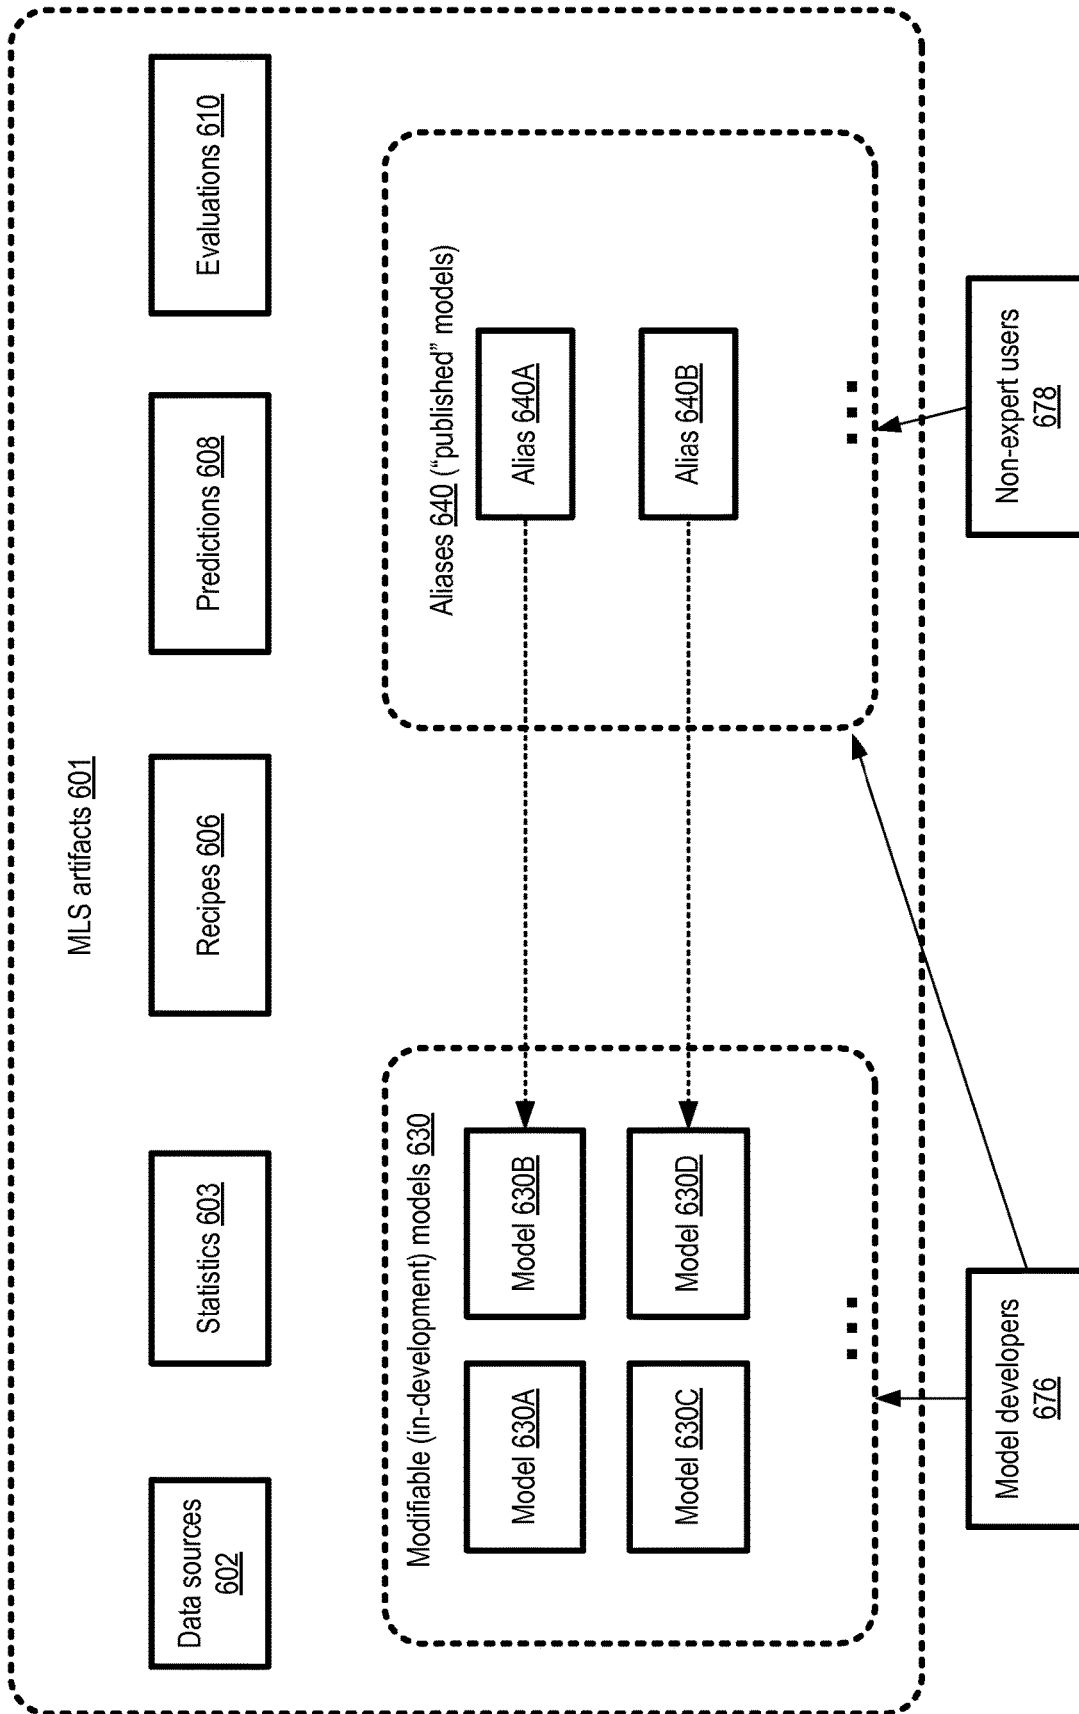 MLS artifacts 601
Data sources
602
Statistics 603
Recipes 606
Predictions 608
Evaluations 610
Modifiable (in-development) models 630
Model 630A
Model 630B
Model 630C
Model 630D
Aliases 640 (“published” models)
Alias 640A
Alias 640B
Model developers
676
Non-expert users
678